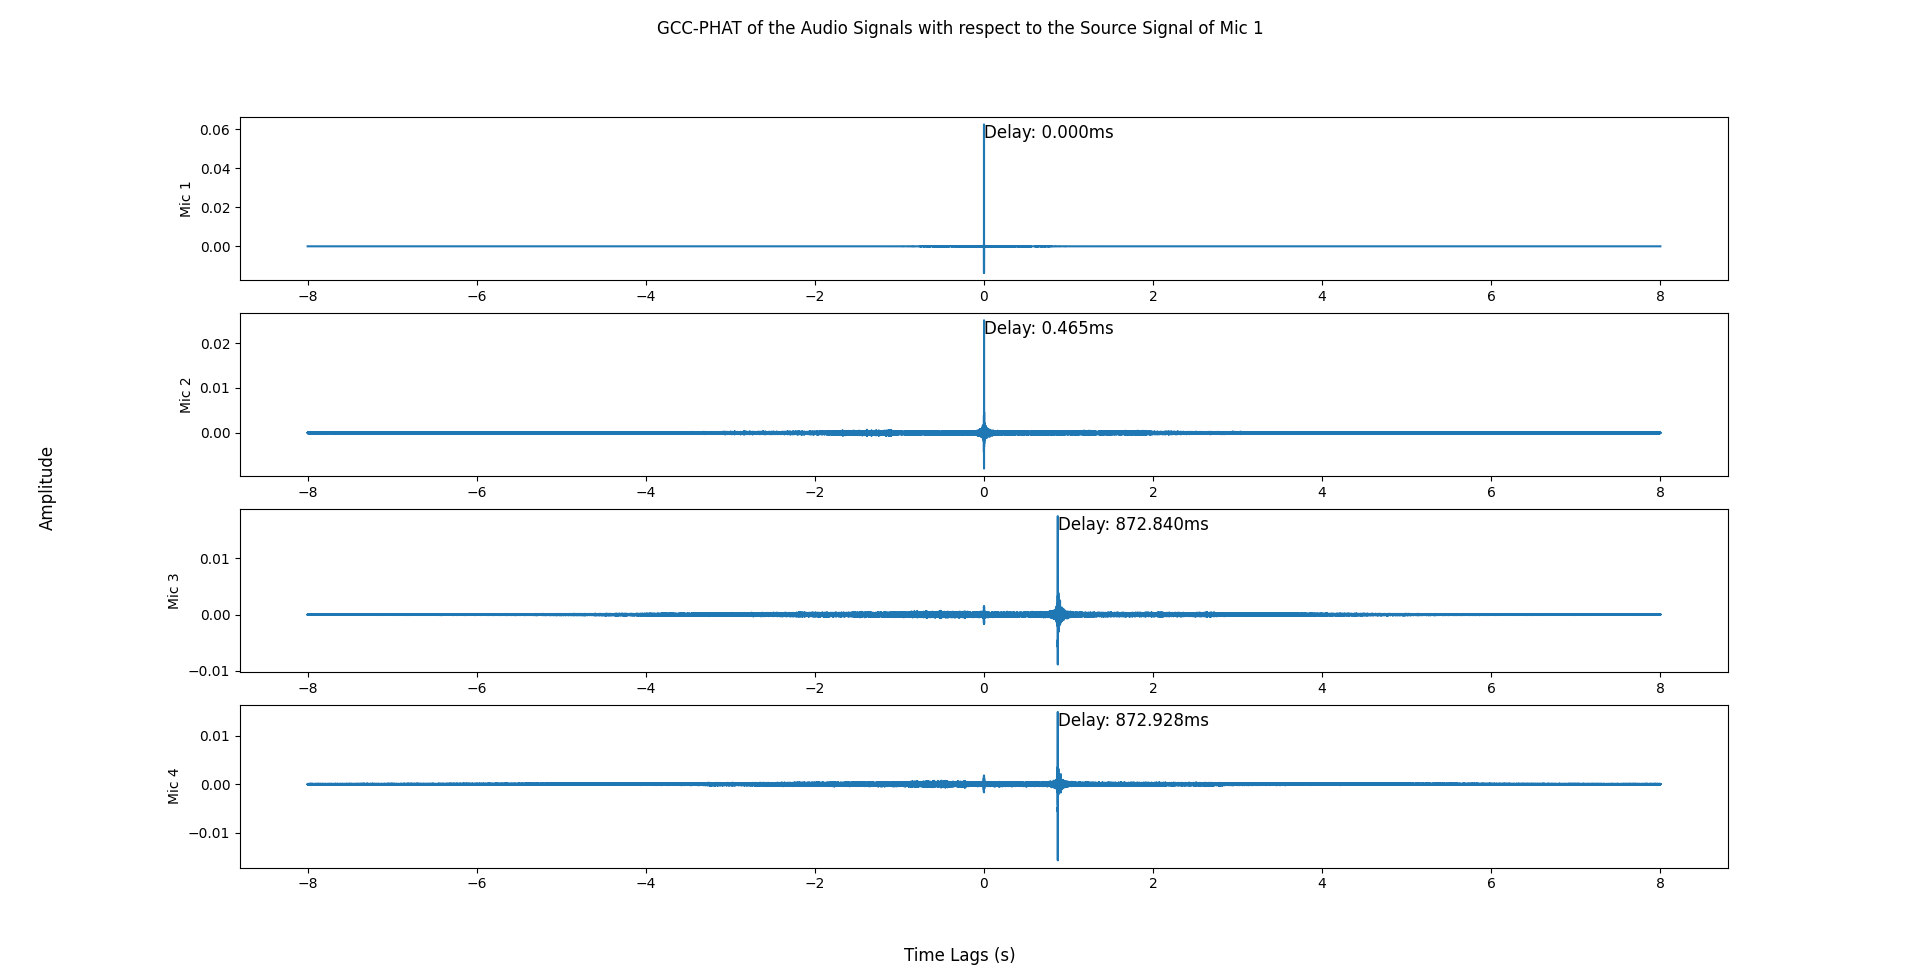 GCC-PHAT of the Audio Signals with respect to the Source Signal of Mic 1
Amplitude
Mic 1
0.06
0.04
0.02
0.00
Delay: 0.000ms
−8 −6 −4 −2 0 2 4 6 8
Mic 2
0.02
0.01
0.00
Delay: 0.465ms
−8 −6 −4 −2 0 2 4 6 8
Mic 3
0.01
0.00
−0.01
Delay: 872.840ms
−8 −6 −4 −2 0 2 4 6 8
Mic 4
0.01
0.00
−0.01
Delay: 872.928ms
−8 −6 −4 −2 0 2 4 6 8
Time Lags (s)